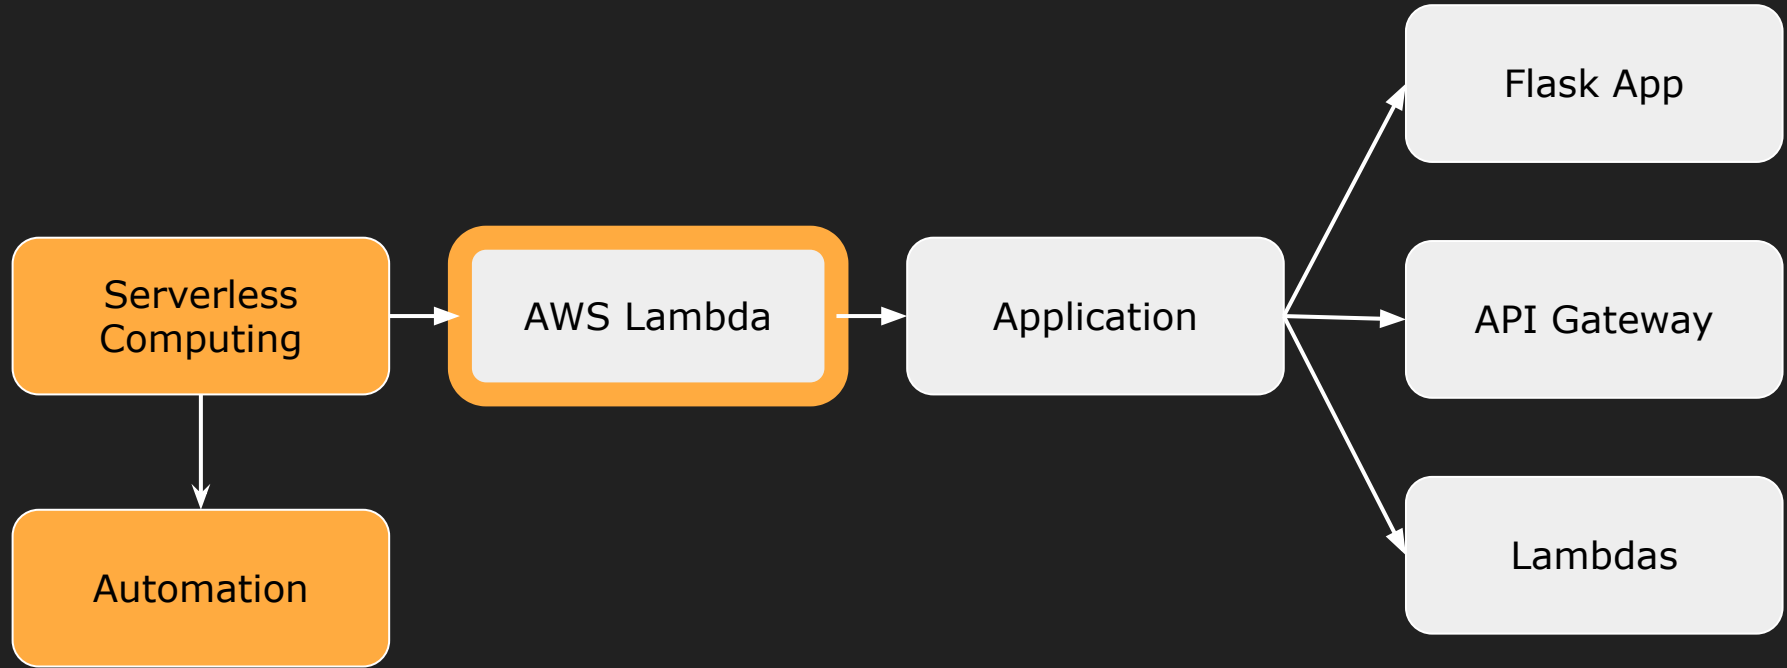 Serverless
Computing
AWS Lambda
Application
Flask App
API Gateway
Lambdas
Automation